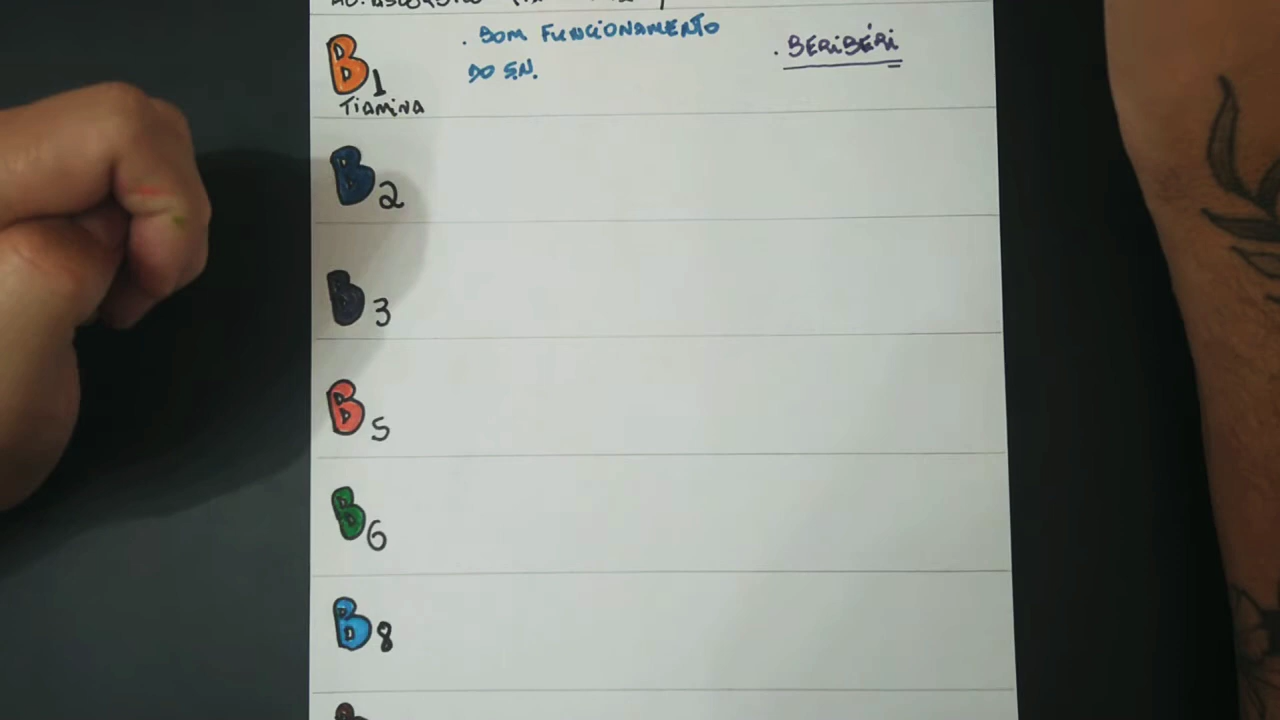 B1 . BOM FUNCIONAMENTO . BERIBÉRI
Tiamina DO S.N.
B2
B3
B5
B6
B8